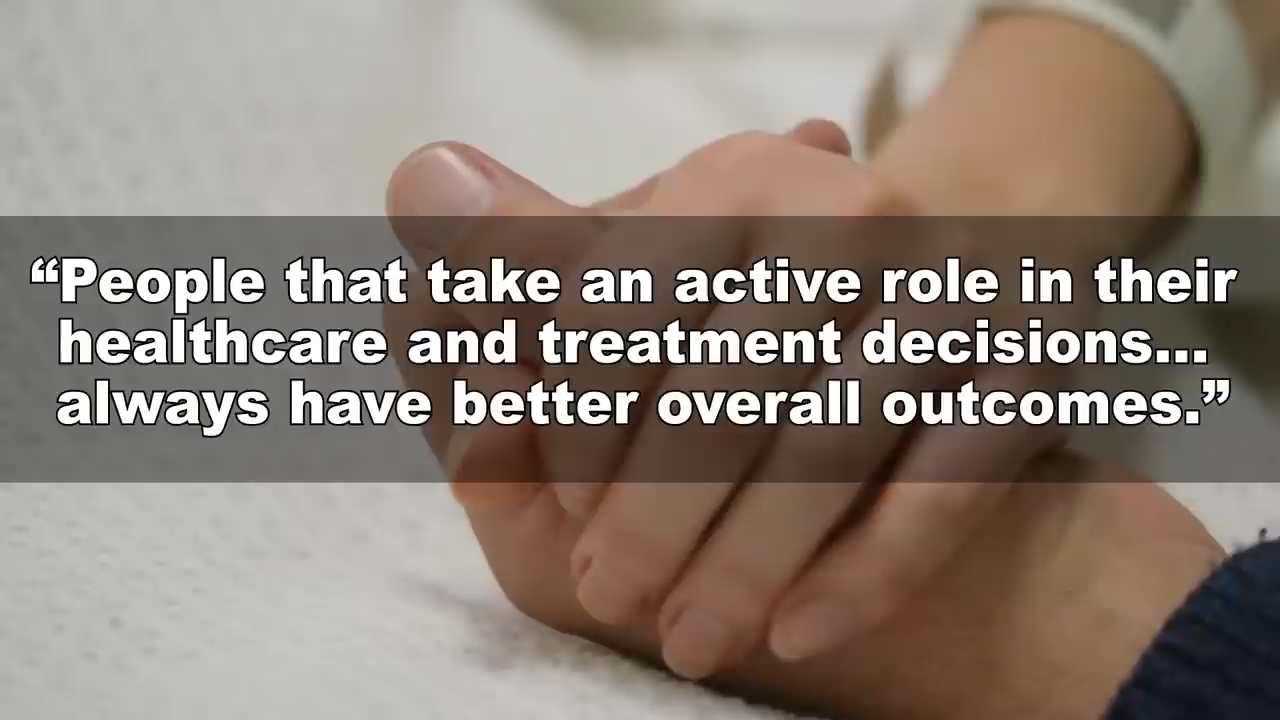 “People that take an active role in their
healthcare and treatment decisions...
always have better overall outcomes.”